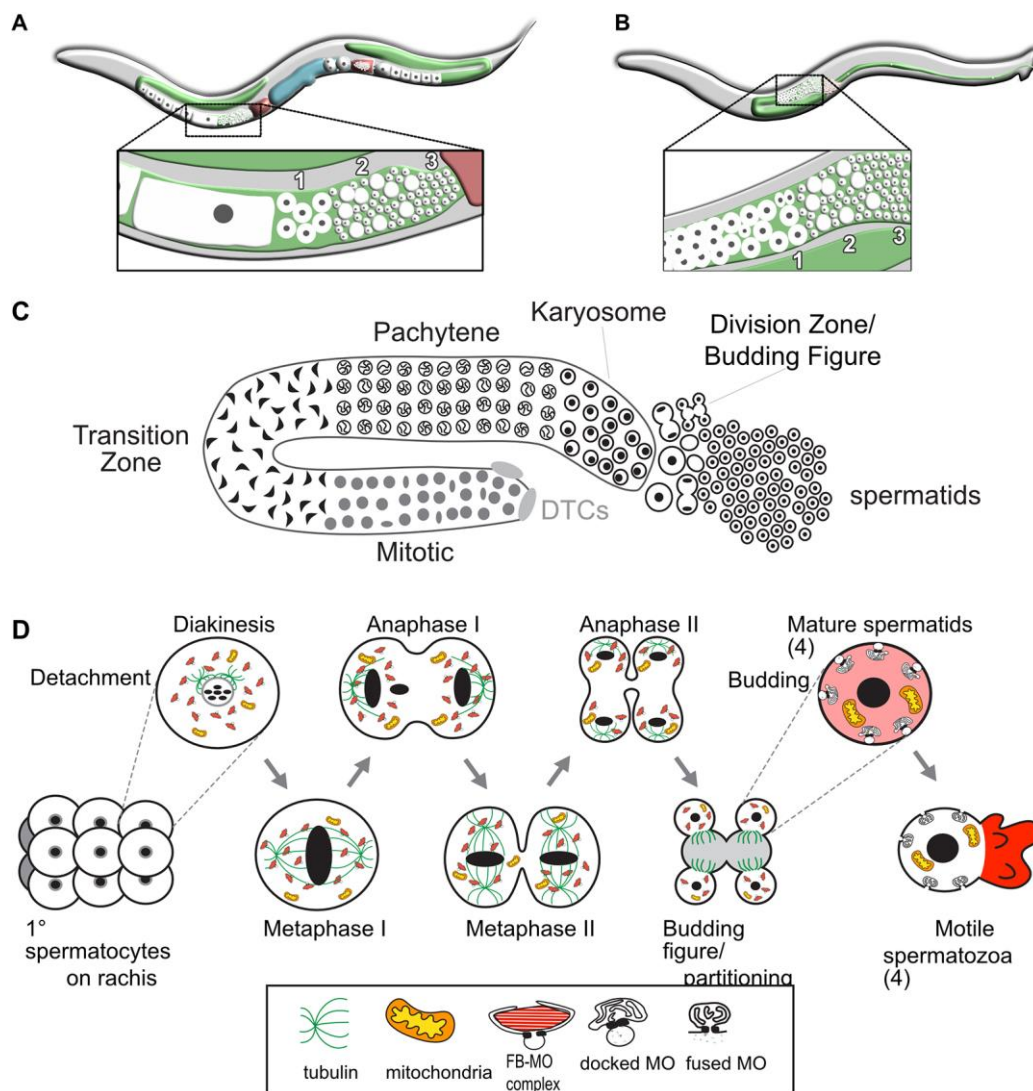 A
B
1
2
3
1
2
3
C
Pachytene
Karyosome
Division Zone/
Budding Figure
Transition
Zone
DTCs
Mitotic
spermatids
D
Diakinesis
Anaphase I
Anaphase II
Mature spermatids
(4)
Detachment
Budding
1°
spermatocytes
on rachis
Metaphase I
Metaphase II
Budding
figure/
partitioning
Motile
spermatozoa
(4)
tubulin
mitochondria
FB-MO
complex
docked MO
fused MO